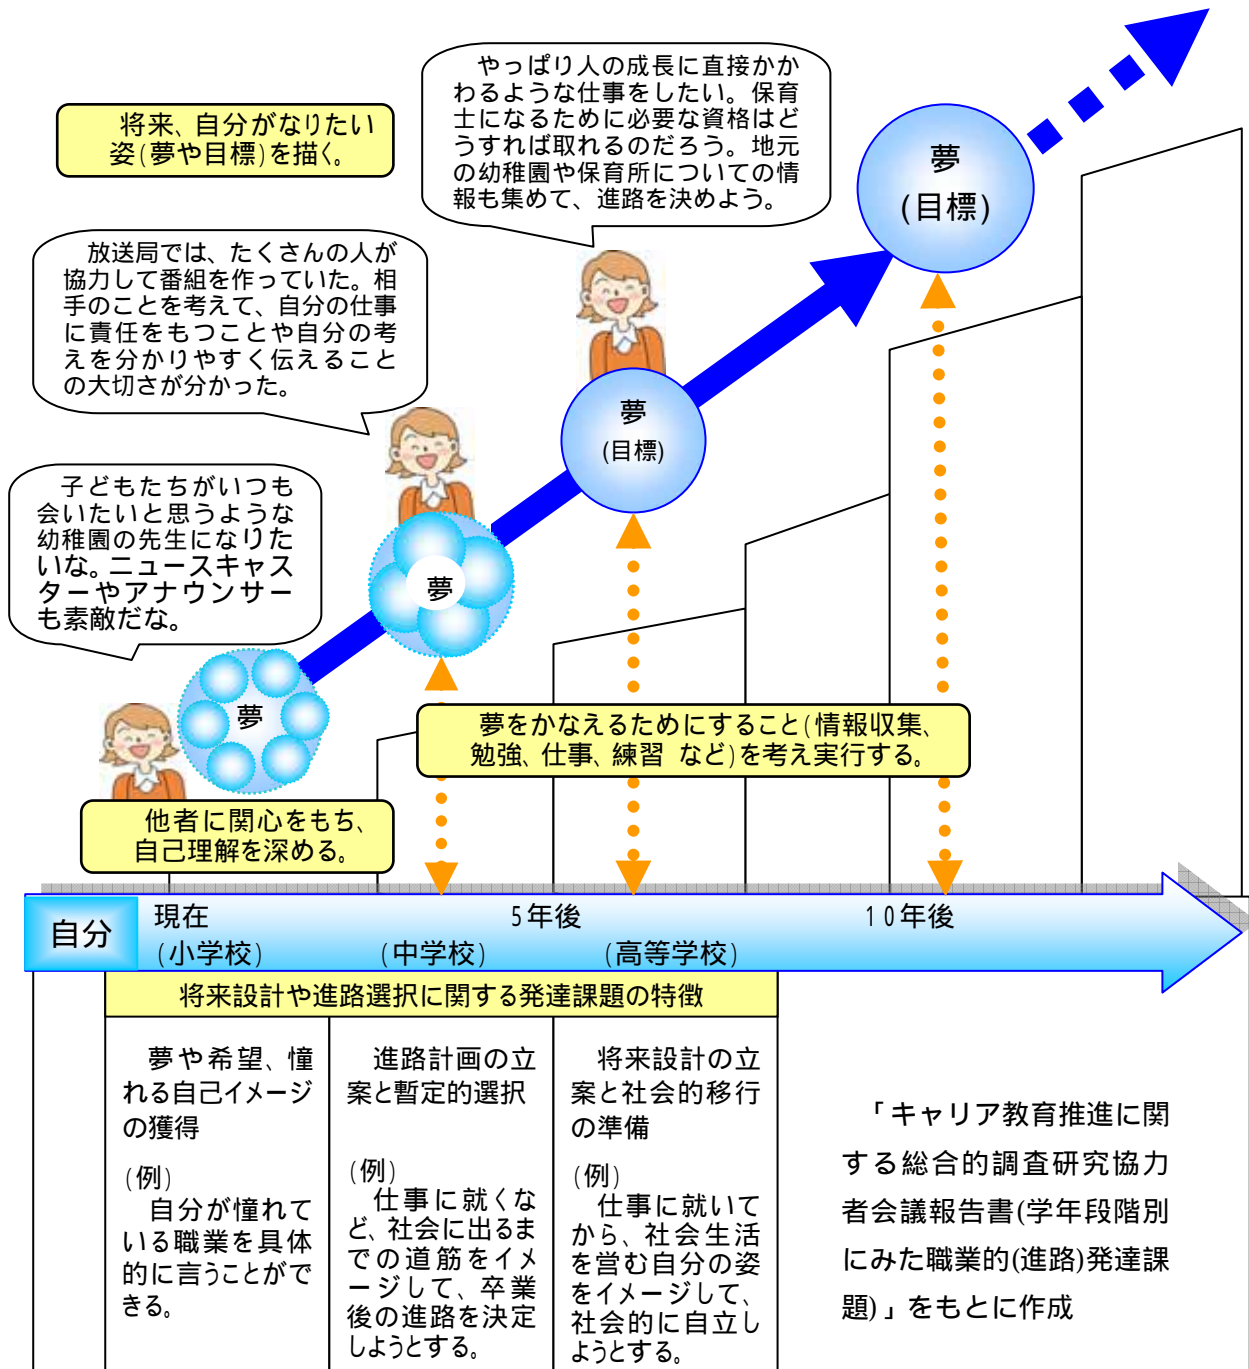 将来、自分がなりたい
姿(夢や目標)を描く。
やっぱり人の成長に直接かか
わるような仕事をしたい。保育
士になるために必要な資格はど
うすれば取れるのだろう。地元
の幼稚園や保育所についての情
報も集めて、進路を決めよう。
夢
(目標)
放送局では、たくさんの人が
協力して番組を作っていた。相
手のことを考えて、自分の仕事
に責任をもつことや自分の考
えを分かりやすく伝えること
の大切さが分かった。
夢
(目標)
子どもたちがいつも
会いたいと思うような
幼稚園の先生になりた
いな。ニュースキャス
ターやアナウンサー
も素敵だな。
夢
夢
夢をかなえるためにすること(情報収集、
勉強、仕事、練習 など)を考え実行する。
他者に関心をもち、
自己理解を深める。
自分
現在 5年後 10年後
(小学校) (中学校) (高等学校)
将来設計や進路選択に関する発達課題の特徴
夢や希望、憧
れる自己イメージ
の獲得
(例)
自分が憧れて
いる職業を具体
的に言うことがで
きる。
進路計画の立
案と暫定的選択
(例)
仕事に就くな
ど、社会に出るま
での道筋をイメ
ージして、卒業
後の進路を決定
しようとする。
将来設計の立
案と社会的移行
の準備
(例)
仕事に就いて
から、社会生活
を営む自分の姿
をイメージして、
社会的に自立し
ようとする。
「キャリア教育推進に関
する総合的調査研究協力
者会議報告書(学年段階別
にみた職業的(進路)発達課
題)」をもとに作成